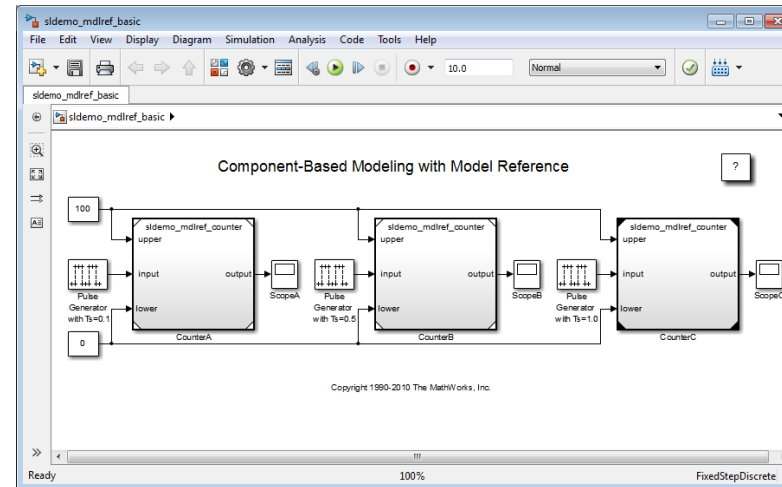 sldemo_mdlref_basic
File Edit View Display Diagram Simulation Analysis Code Tools Help
10.0 Normal
sldemo_mdlref_basic
sldemo_mdlref_basic
Component-Based Modeling with Model Reference
?
100
sldemo_mdlref_counter sldemo_mdlref_counter sldemo_mdlref_counter
upper upper upper
input output input output input output
ScopeA ScopeB ScopeC
Pulse Pulse Pulse
Generator Generator Generator
with Ts=0.1 with Ts=0.5 with Ts=1.0
lower lower lower
CounterA CounterB CounterC
0
Copyright 1990-2010 The MathWorks, Inc.
Ready 100% FixedStepDiscrete